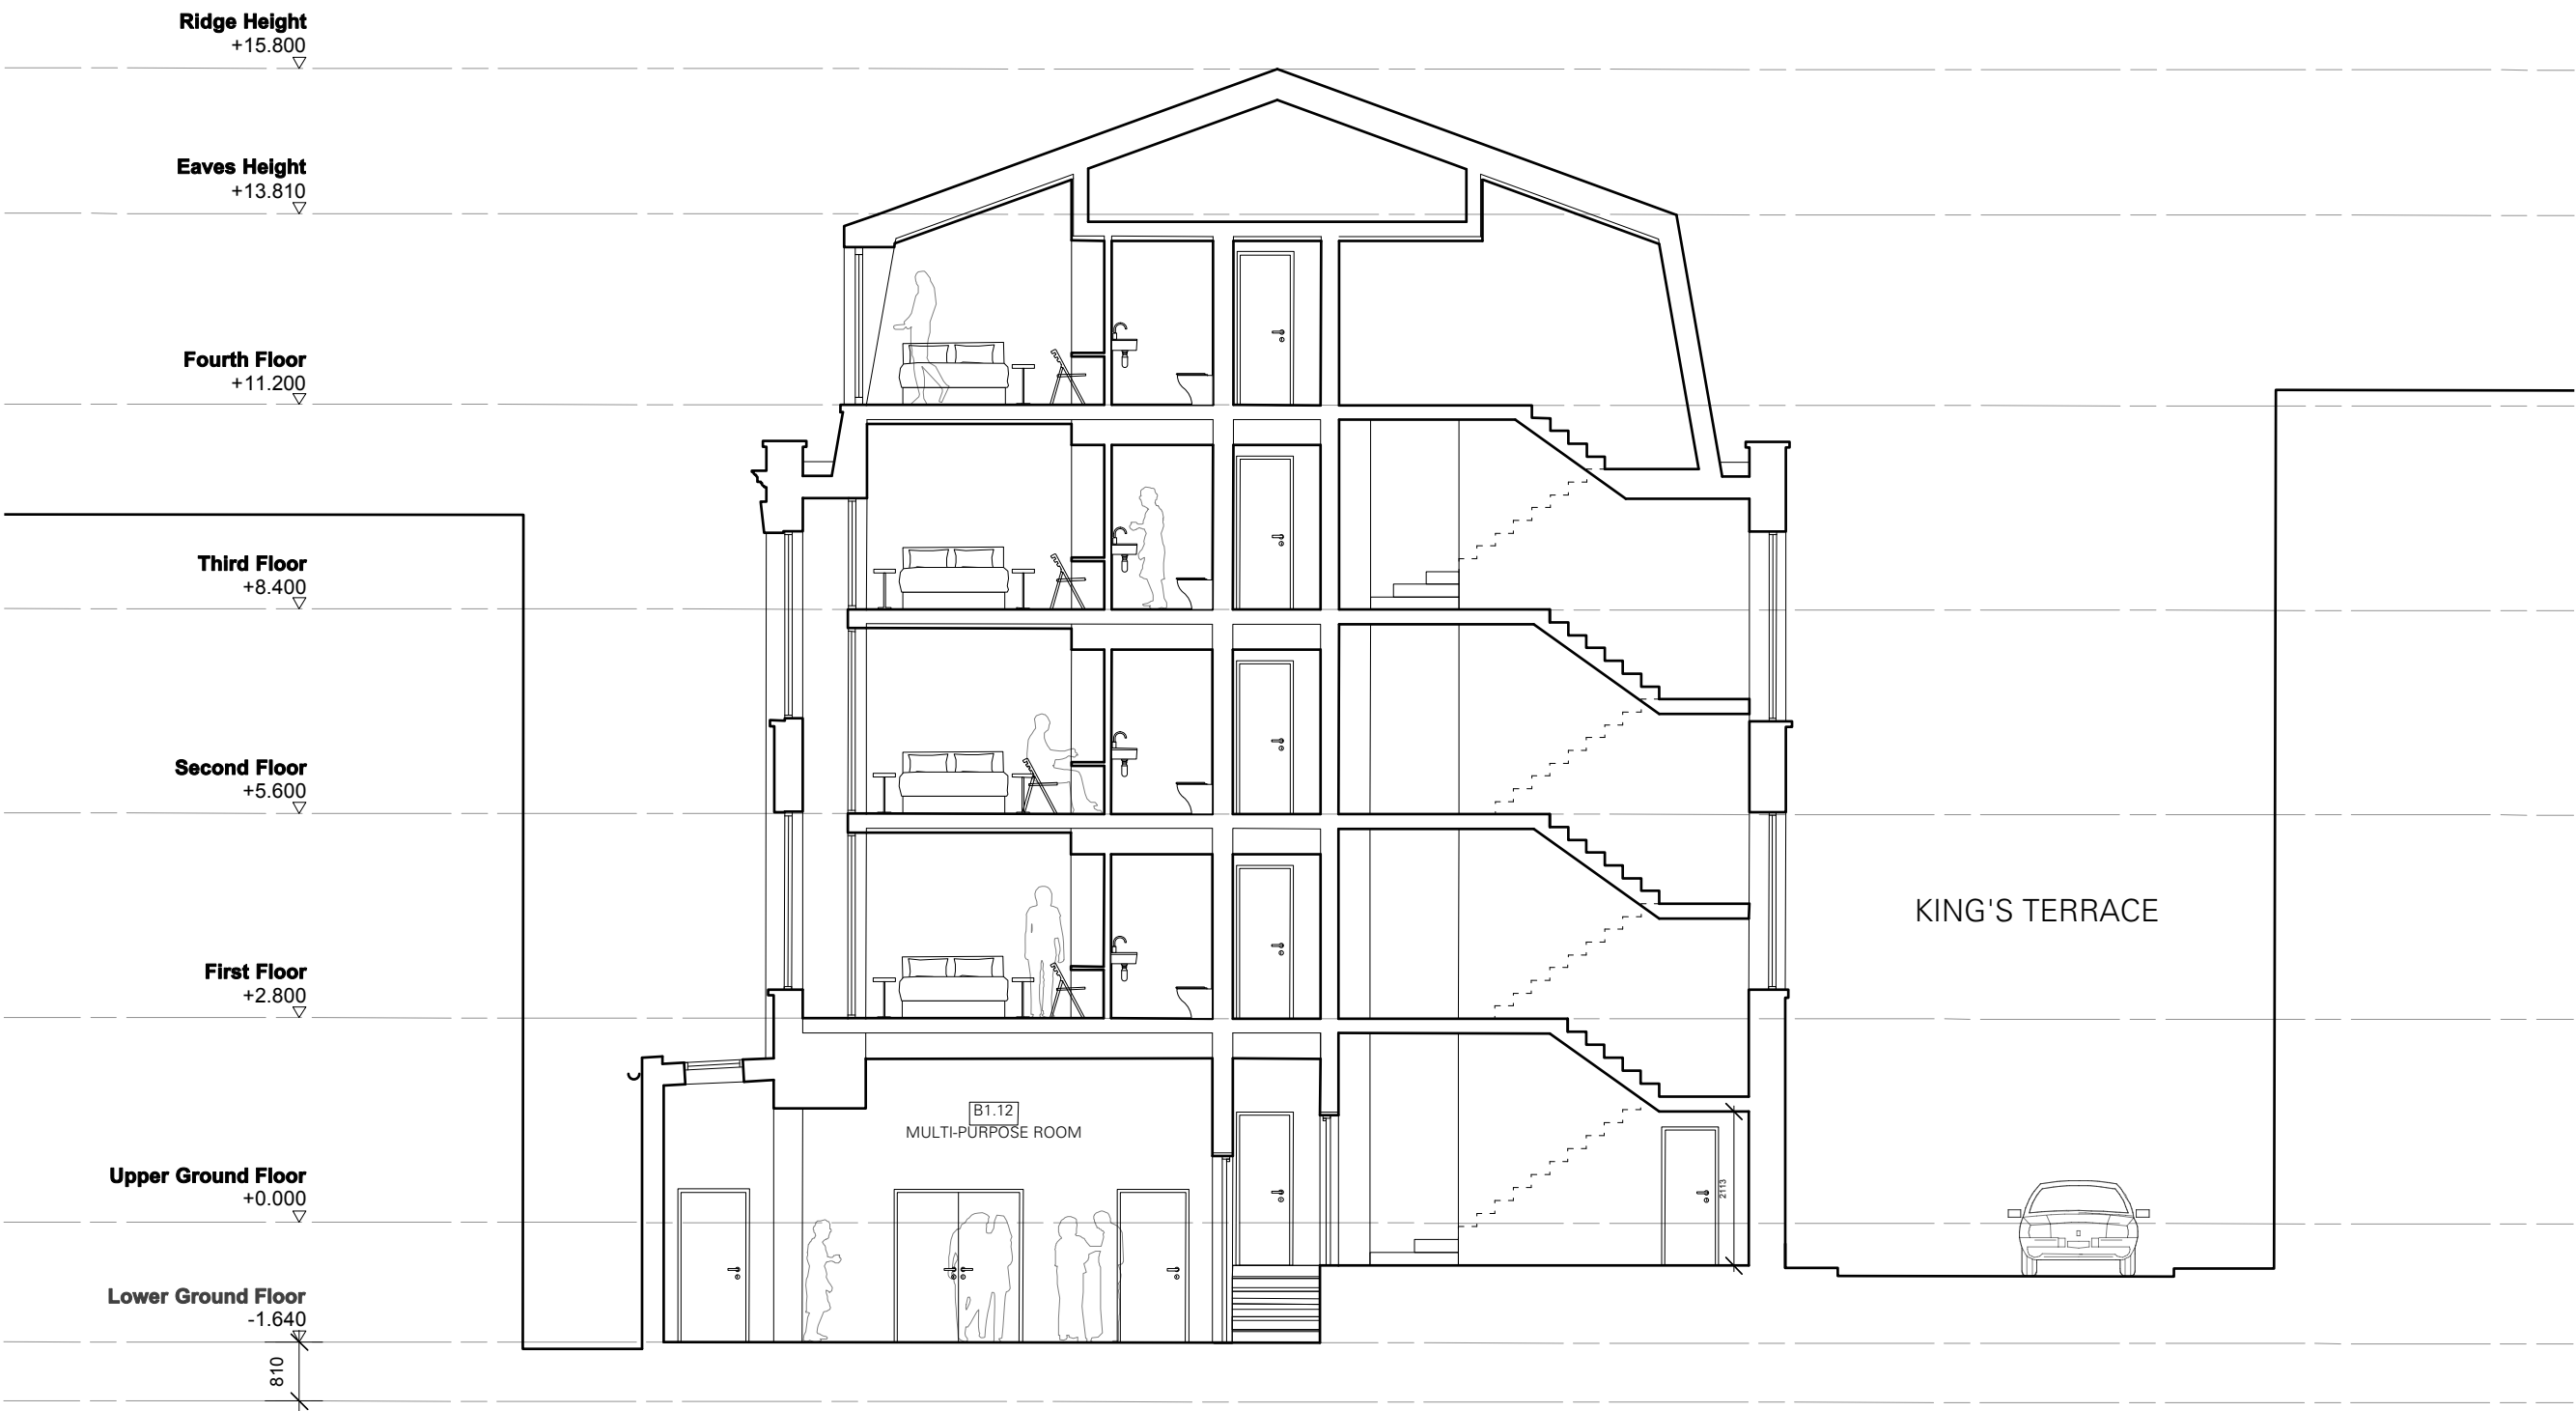 Ridge Height
+15.800
Eaves Height
+13.810
Fourth Floor
+11.200
Third Floor
+8.400
Second Floor
+5.600
KING'S TERRACE
First Floor
+2.800
B1.12
MULTI-PURPOSE ROOM
Upper Ground Floor
+0.000
2113
Lower Ground Floor
-1.640
810